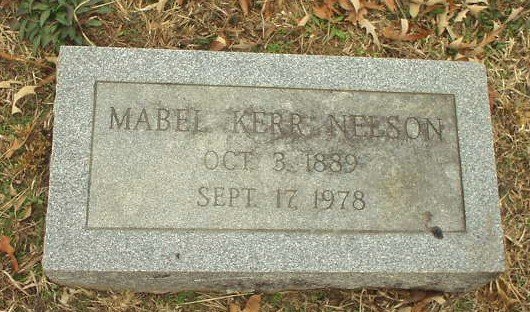 MABEL KERR NELSON
OCT. 3, 1889
SEPT. 17, 1978